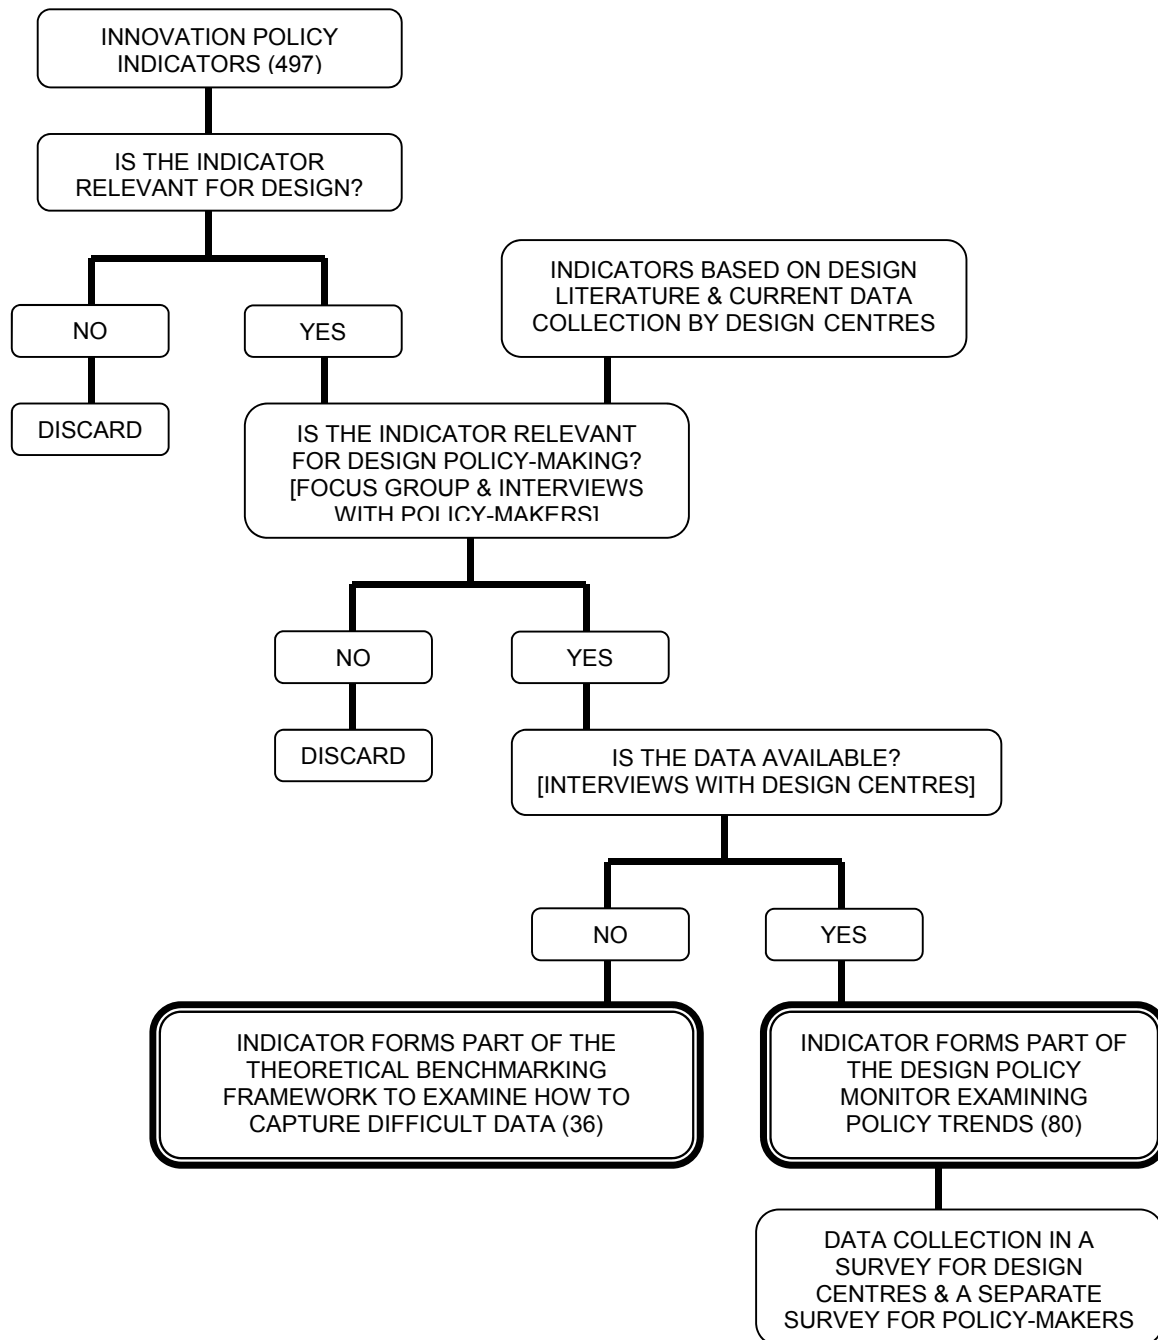 INNOVATION POLICY
INDICATORS (497)
IS THE INDICATOR
RELEVANT FOR DESIGN?
INDICATORS BASED ON DESIGN
LITERATURE & CURRENT DATA
COLLECTION BY DESIGN CENTRES
NO
YES
DISCARD
IS THE INDICATOR RELEVANT
FOR DESIGN POLICY-MAKING?
[FOCUS GROUP & INTERVIEWS
WITH POLICY-MAKERS]
NO
YES
DISCARD
IS THE DATA AVAILABLE?
[INTERVIEWS WITH DESIGN CENTRES]
NO
YES
INDICATOR FORMS PART OF THE
THEORETICAL BENCHMARKING
FRAMEWORK TO EXAMINE HOW TO
CAPTURE DIFFICULT DATA (36)
INDICATOR FORMS PART OF
THE DESIGN POLICY
MONITOR EXAMINING
POLICY TRENDS (80)
DATA COLLECTION IN A
SURVEY FOR DESIGN
CENTRES & A SEPARATE
SURVEY FOR POLICY-MAKERS